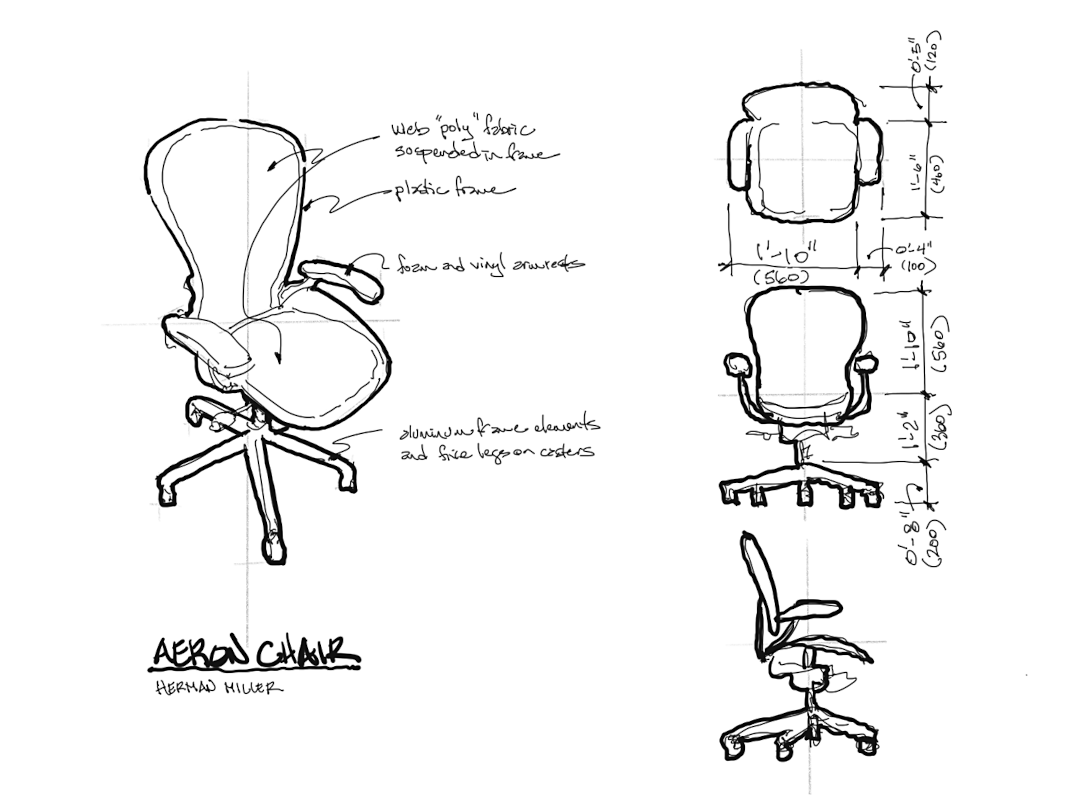 web "poly" fabric
suspended in frame
plastic frame
foam and vinyl armrests
aluminum frame elements
and five legs on casters
AERON CHAIR
HERMAN MILLER
0'-5"
(120)
1'-6"
(460)
1'-10"
(560)
0'-4"
(100)
1'-10"
(560)
1'-2"
(360)
0'-8"
(200)